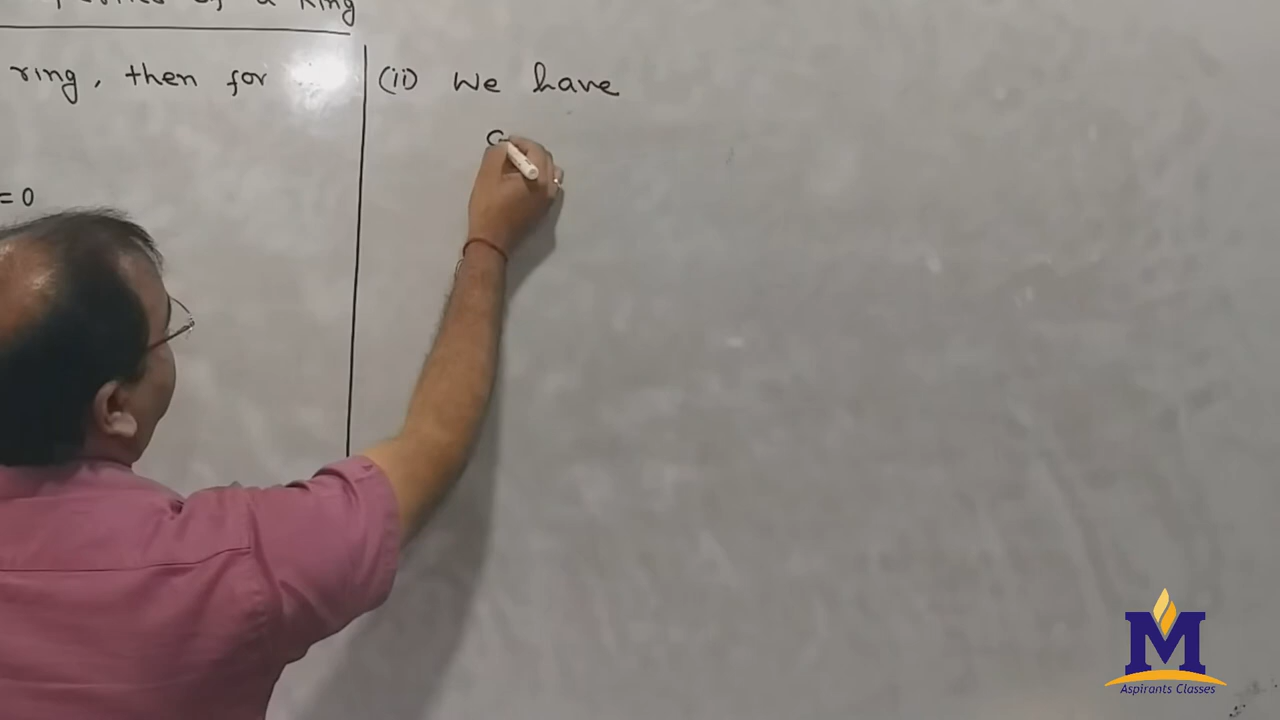 of a Ring
ring, then for
= 0
(ii) We have
a
M
Aspirants Classes